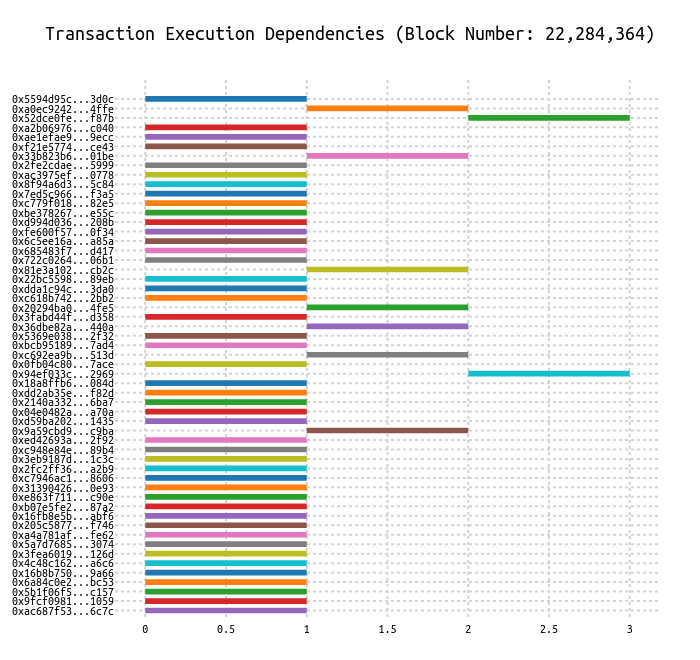 Transaction Execution Dependencies (Block Number: 22,284,364)
0x5594d95c...3d0c
0xa0ec9242...4ffe
0x52dce0fe...f87b
0xa2b06976...c040
0xae1efae9...9ecc
0xf21e5774...ce43
0x33b823b6...01be
0x2fe2cdae...5999
0xac3975ef...0778
0x8f94a6d3...5c84
0x7ed5c966...f3a5
0xc779f018...82e5
0xbe378267...e55c
0xd994d036...208b
0xfe600f57...0f34
0x6c5ee16a...a85a
0x685483f7...d417
0x722c0264...06b1
0x81e3a102...cb2c
0x22bc5598...89eb
0xdda1c94c...3da0
0xc618b742...2bb2
0x20294ba0...4fe5
0x3fabd44f...d358
0x36dbe82a...440a
0x5369e038...2f32
0xbcb95189...7ad4
0xc692ea9b...513d
0x0fb04c80...7ace
0x94ef033c...2969
0x18a8ffb6...084d
0xdd2ab35e...f82d
0x2140a332...6ba7
0x04e0482a...a70a
0xd59ba202...1435
0x9a59cbd9...c9ba
0xed42693a...2f92
0xc948e84e...89b4
0x3eb9187d...1c3c
0x2fc2ff36...a2b9
0xc7946ac1...8606
0x31390426...0e93
0xe863f711...c90e
0xb07e5fe2...87a2
0x16fb8e5b...abf6
0x205c5877...f746
0xa4a781af...fe62
0x5a7d7685...3074
0x3fea6019...126d
0x4c48c162...a6c6
0x16b8b750...9a66
0x6a84c0e2...bc53
0x5b1f06f5...c157
0x9fcf0981...1059
0xac687f53...6c7c
0 0.5 1 1.5 2 2.5 3